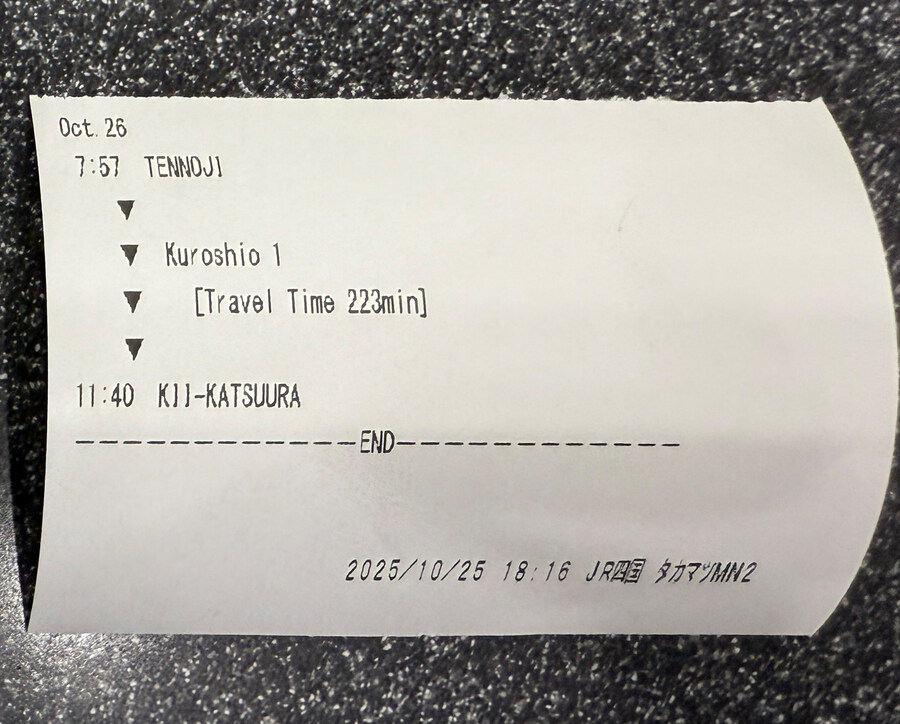 Oct. 26
7:57 TENNOJI
▼
▼ Kuroshio 1
▼ [Travel Time 223min]
▼
11:40 KII-KATSUURA
------------END------------
2025/10/25 18:16 JR四国 タカマツMN2